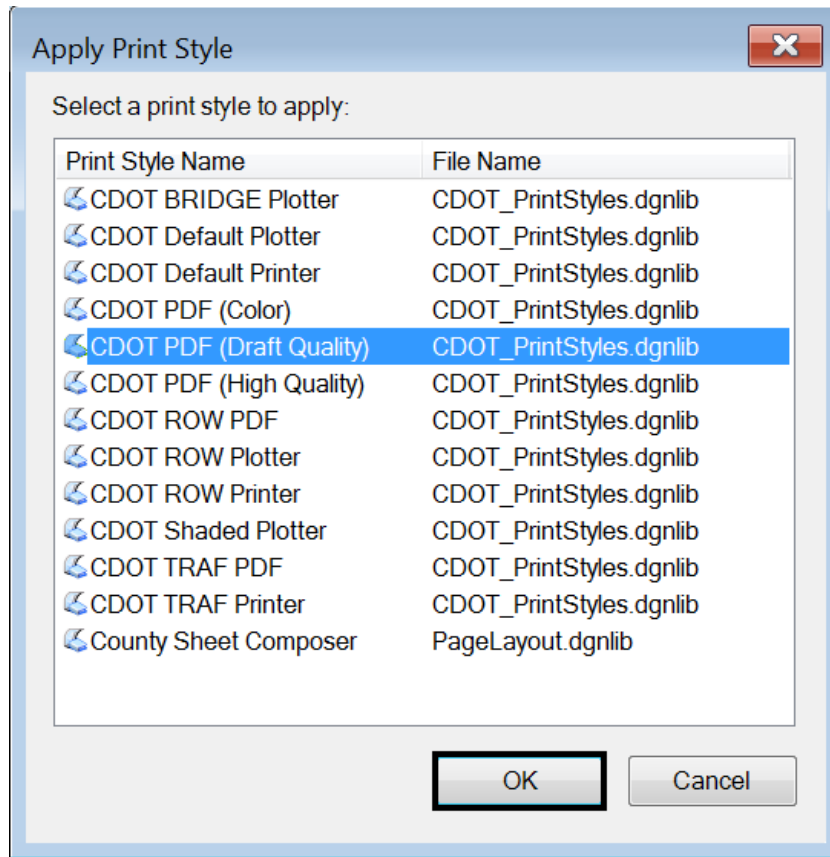 Apply Print Style
Select a print style to apply:
Print Style Name File Name
CDOT BRIDGE Plotter CDOT_PrintStyles.dgnlib
CDOT Default Plotter CDOT_PrintStyles.dgnlib
CDOT Default Printer CDOT_PrintStyles.dgnlib
CDOT PDF (Color) CDOT_PrintStyles.dgnlib
CDOT PDF (Draft Quality) CDOT_PrintStyles.dgnlib
CDOT PDF (High Quality) CDOT_PrintStyles.dgnlib
CDOT ROW PDF CDOT_PrintStyles.dgnlib
CDOT ROW Plotter CDOT_PrintStyles.dgnlib
CDOT ROW Printer CDOT_PrintStyles.dgnlib
CDOT Shaded Plotter CDOT_PrintStyles.dgnlib
CDOT TRAF PDF CDOT_PrintStyles.dgnlib
CDOT TRAF Printer CDOT_PrintStyles.dgnlib
County Sheet Composer PageLayout.dgnlib
OK Cancel